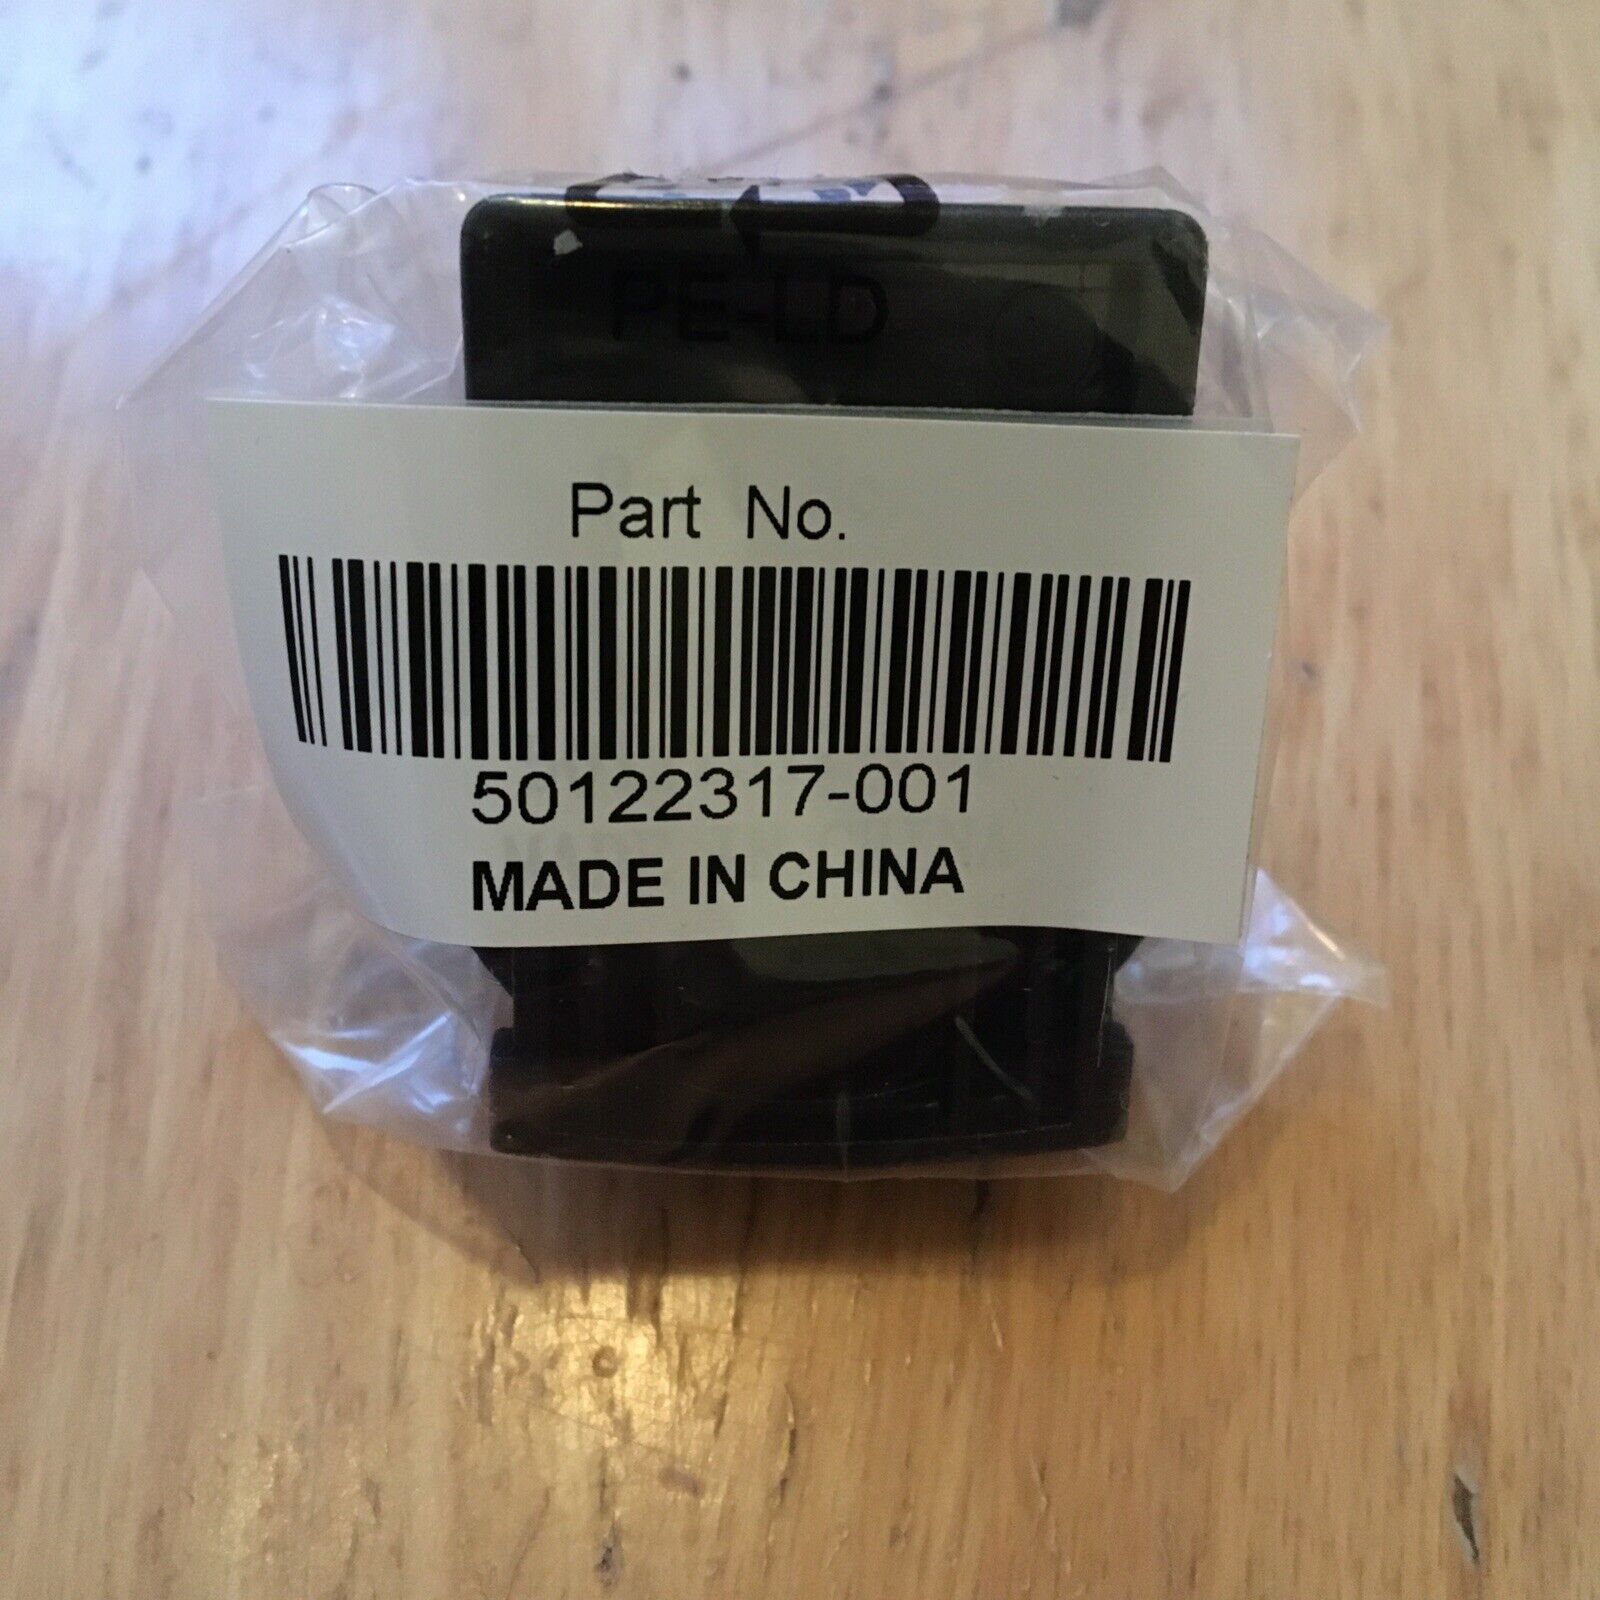 PE-LD
Part No.
50122317-001
MADE IN CHINA